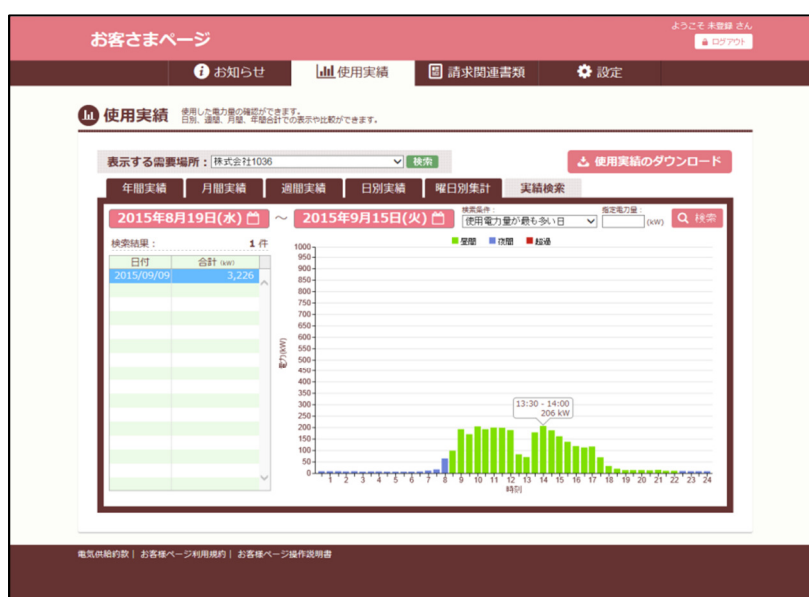 ようこそ 未登録 さん
お客さまページ
ログアウト
お知らせ 使用実績 請求関連書類 設定
使用実績 使用した電力量の確認ができます。
日別、週間、月間、年間合計での表示や比較ができます。
表示する需要場所： 株式会社1036 検索 使用実績のダウンロード
年間実績 月間実績 週間実績 日別実績 曜日別集計 実績検索
検索条件： 指定電力量：
2015年8月19日(水) ～ 2015年9月15日(火) 使用電力量が最も多い日 (kW) 検索
検索結果： 1 件
昼間 夜間 超過
日付 合計 (kW)
2015/09/09 3,226
1000
950
900
850
800
750
700
650
600
550
500
450
400
350
300
250
200
150
100
50
0
電力(kW)
13:30 - 14:00
206 kW
1 2 3 4 5 6 7 8 9 10 11 12 13 14 15 16 17 18 19 20 21 22 23 24
時刻
電気供給約款｜ お客様ページ利用規約｜ お客様ページ操作説明書